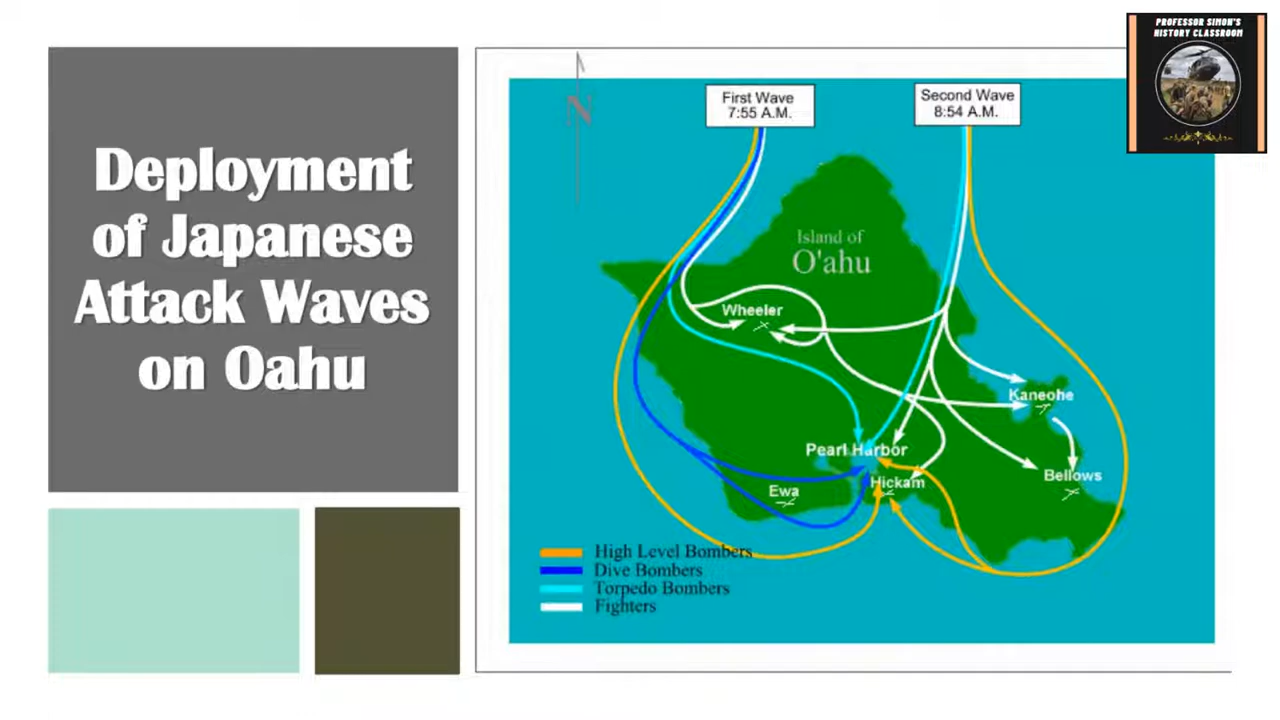 PROFESSOR SIMON'S
HISTORY CLASSROOM
Deployment
of Japanese
Attack Waves
on Oahu
N
First Wave
7:55 A.M.
Second Wave
8:54 A.M.
Island of
O'ahu
Wheeler
Kaneohe
Pearl Harbor
Bellows
Hickam
Ewa
High Level Bombers
Dive Bombers
Torpedo Bombers
Fighters